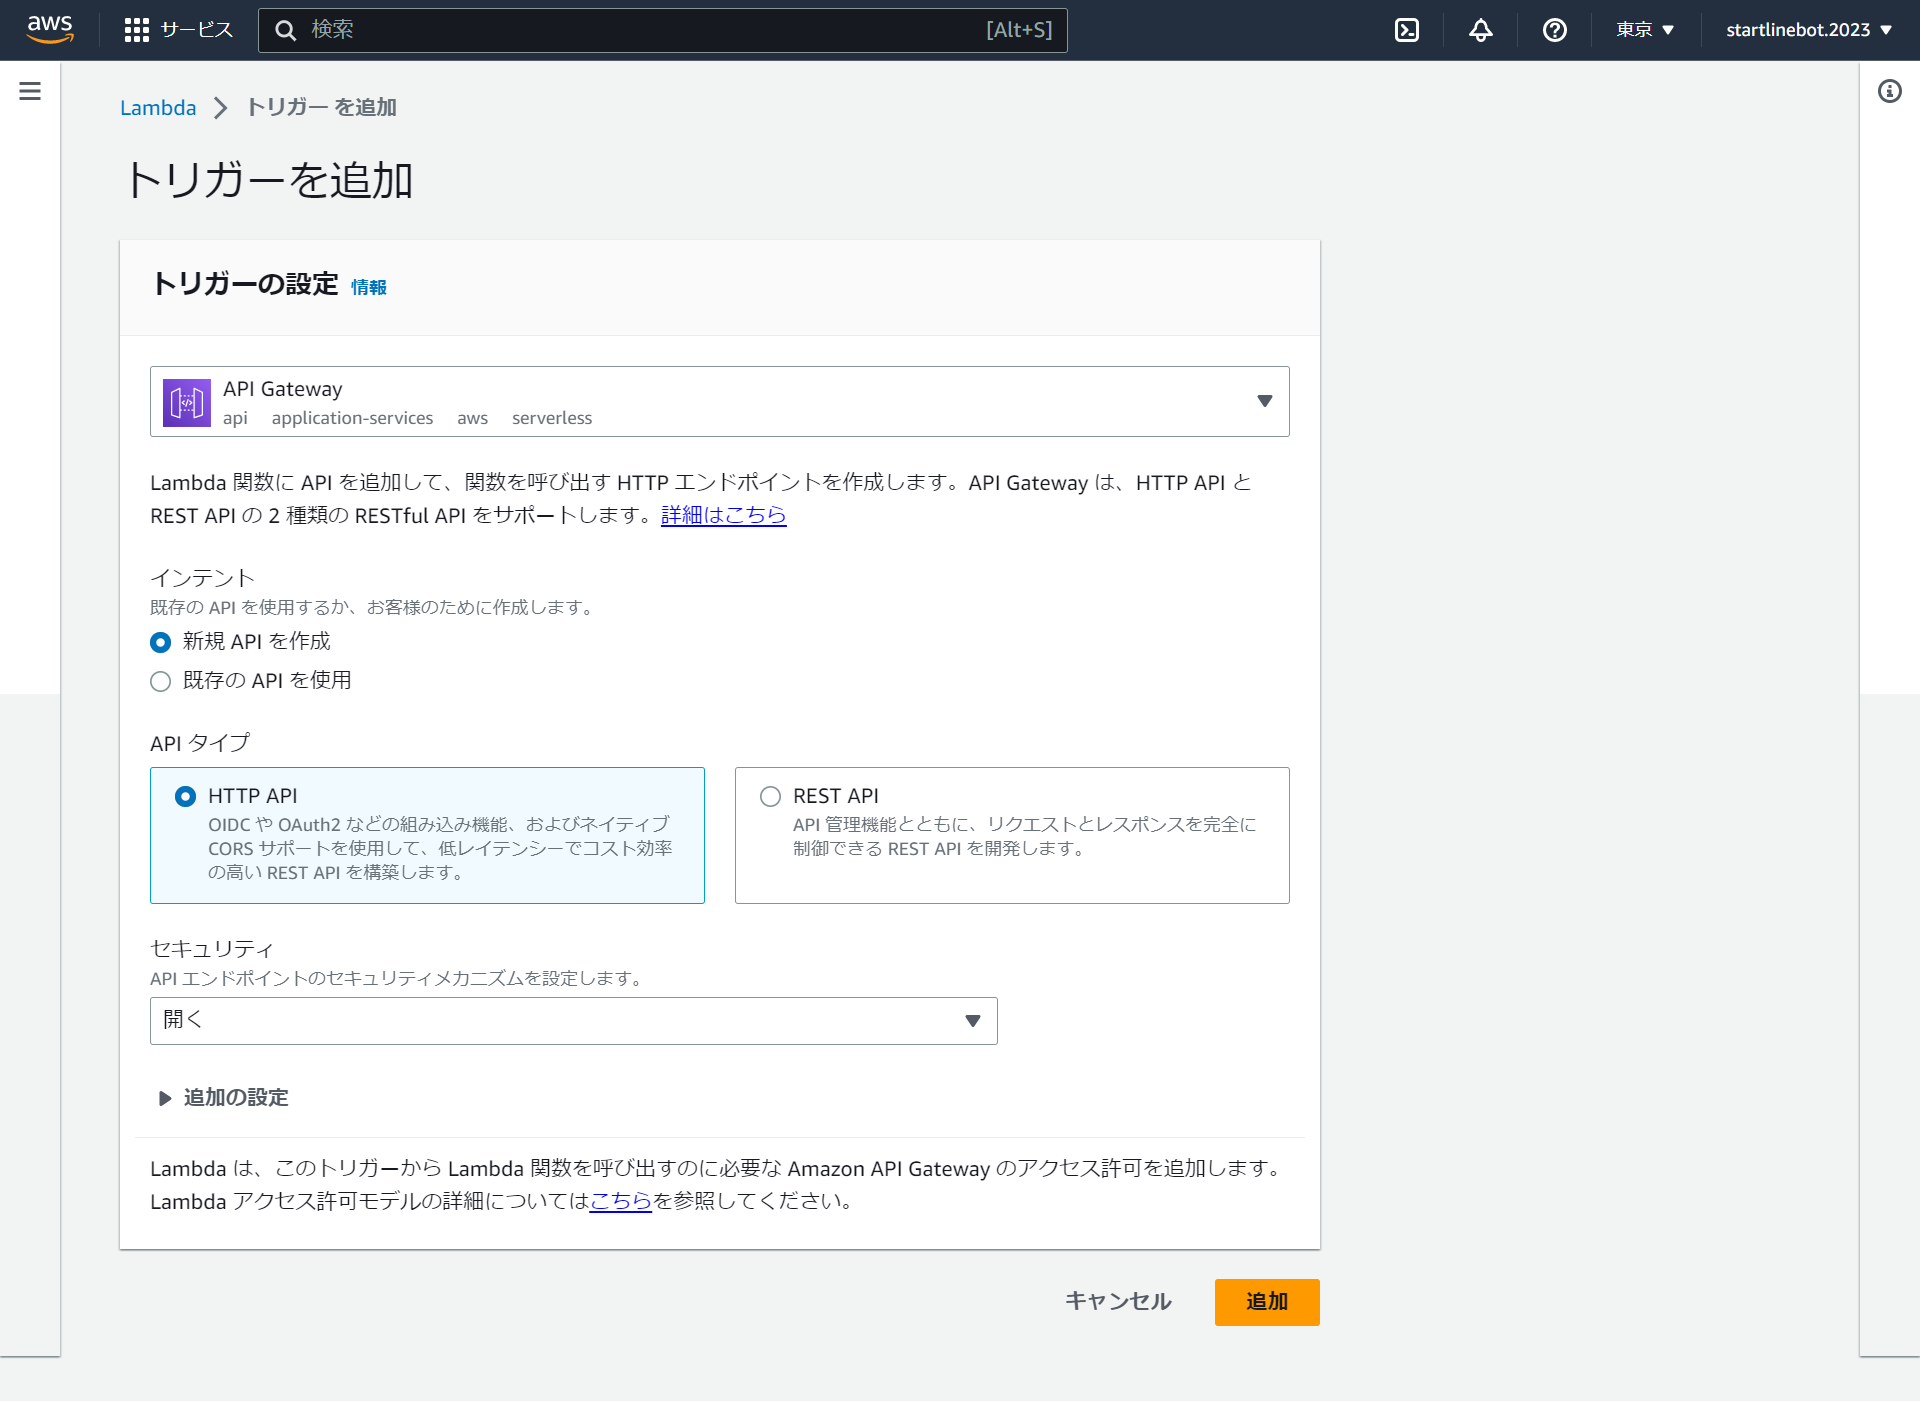 aws サービス 検索 [Alt+S] 東京 startlinebot.2023
Lambda トリガー を追加
トリガーを追加
トリガーの設定 情報
API Gateway
api application-services aws serverless
Lambda 関数に API を追加して、関数を呼び出す HTTP エンドポイントを作成します。API Gateway は、HTTP API と
REST API の 2 種類の RESTful API をサポートします。詳細はこちら
インテント
既存の API を使用するか、お客様のために作成します。
新規 API を作成
既存の API を使用
API タイプ
HTTP API
OIDC や OAuth2 などの組み込み機能、およびネイティブ
CORS サポートを使用して、低レイテンシーでコスト効率
の高い REST API を構築します。
REST API
API 管理機能とともに、リクエストとレスポンスを完全に
制御できる REST API を開発します。
セキュリティ
API エンドポイントのセキュリティメカニズムを設定します。
開く
追加の設定
Lambda は、このトリガーから Lambda 関数を呼び出すのに必要な Amazon API Gateway のアクセス許可を追加します。
Lambda アクセス許可モデルの詳細についてはこちらを参照してください。
キャンセル 追加